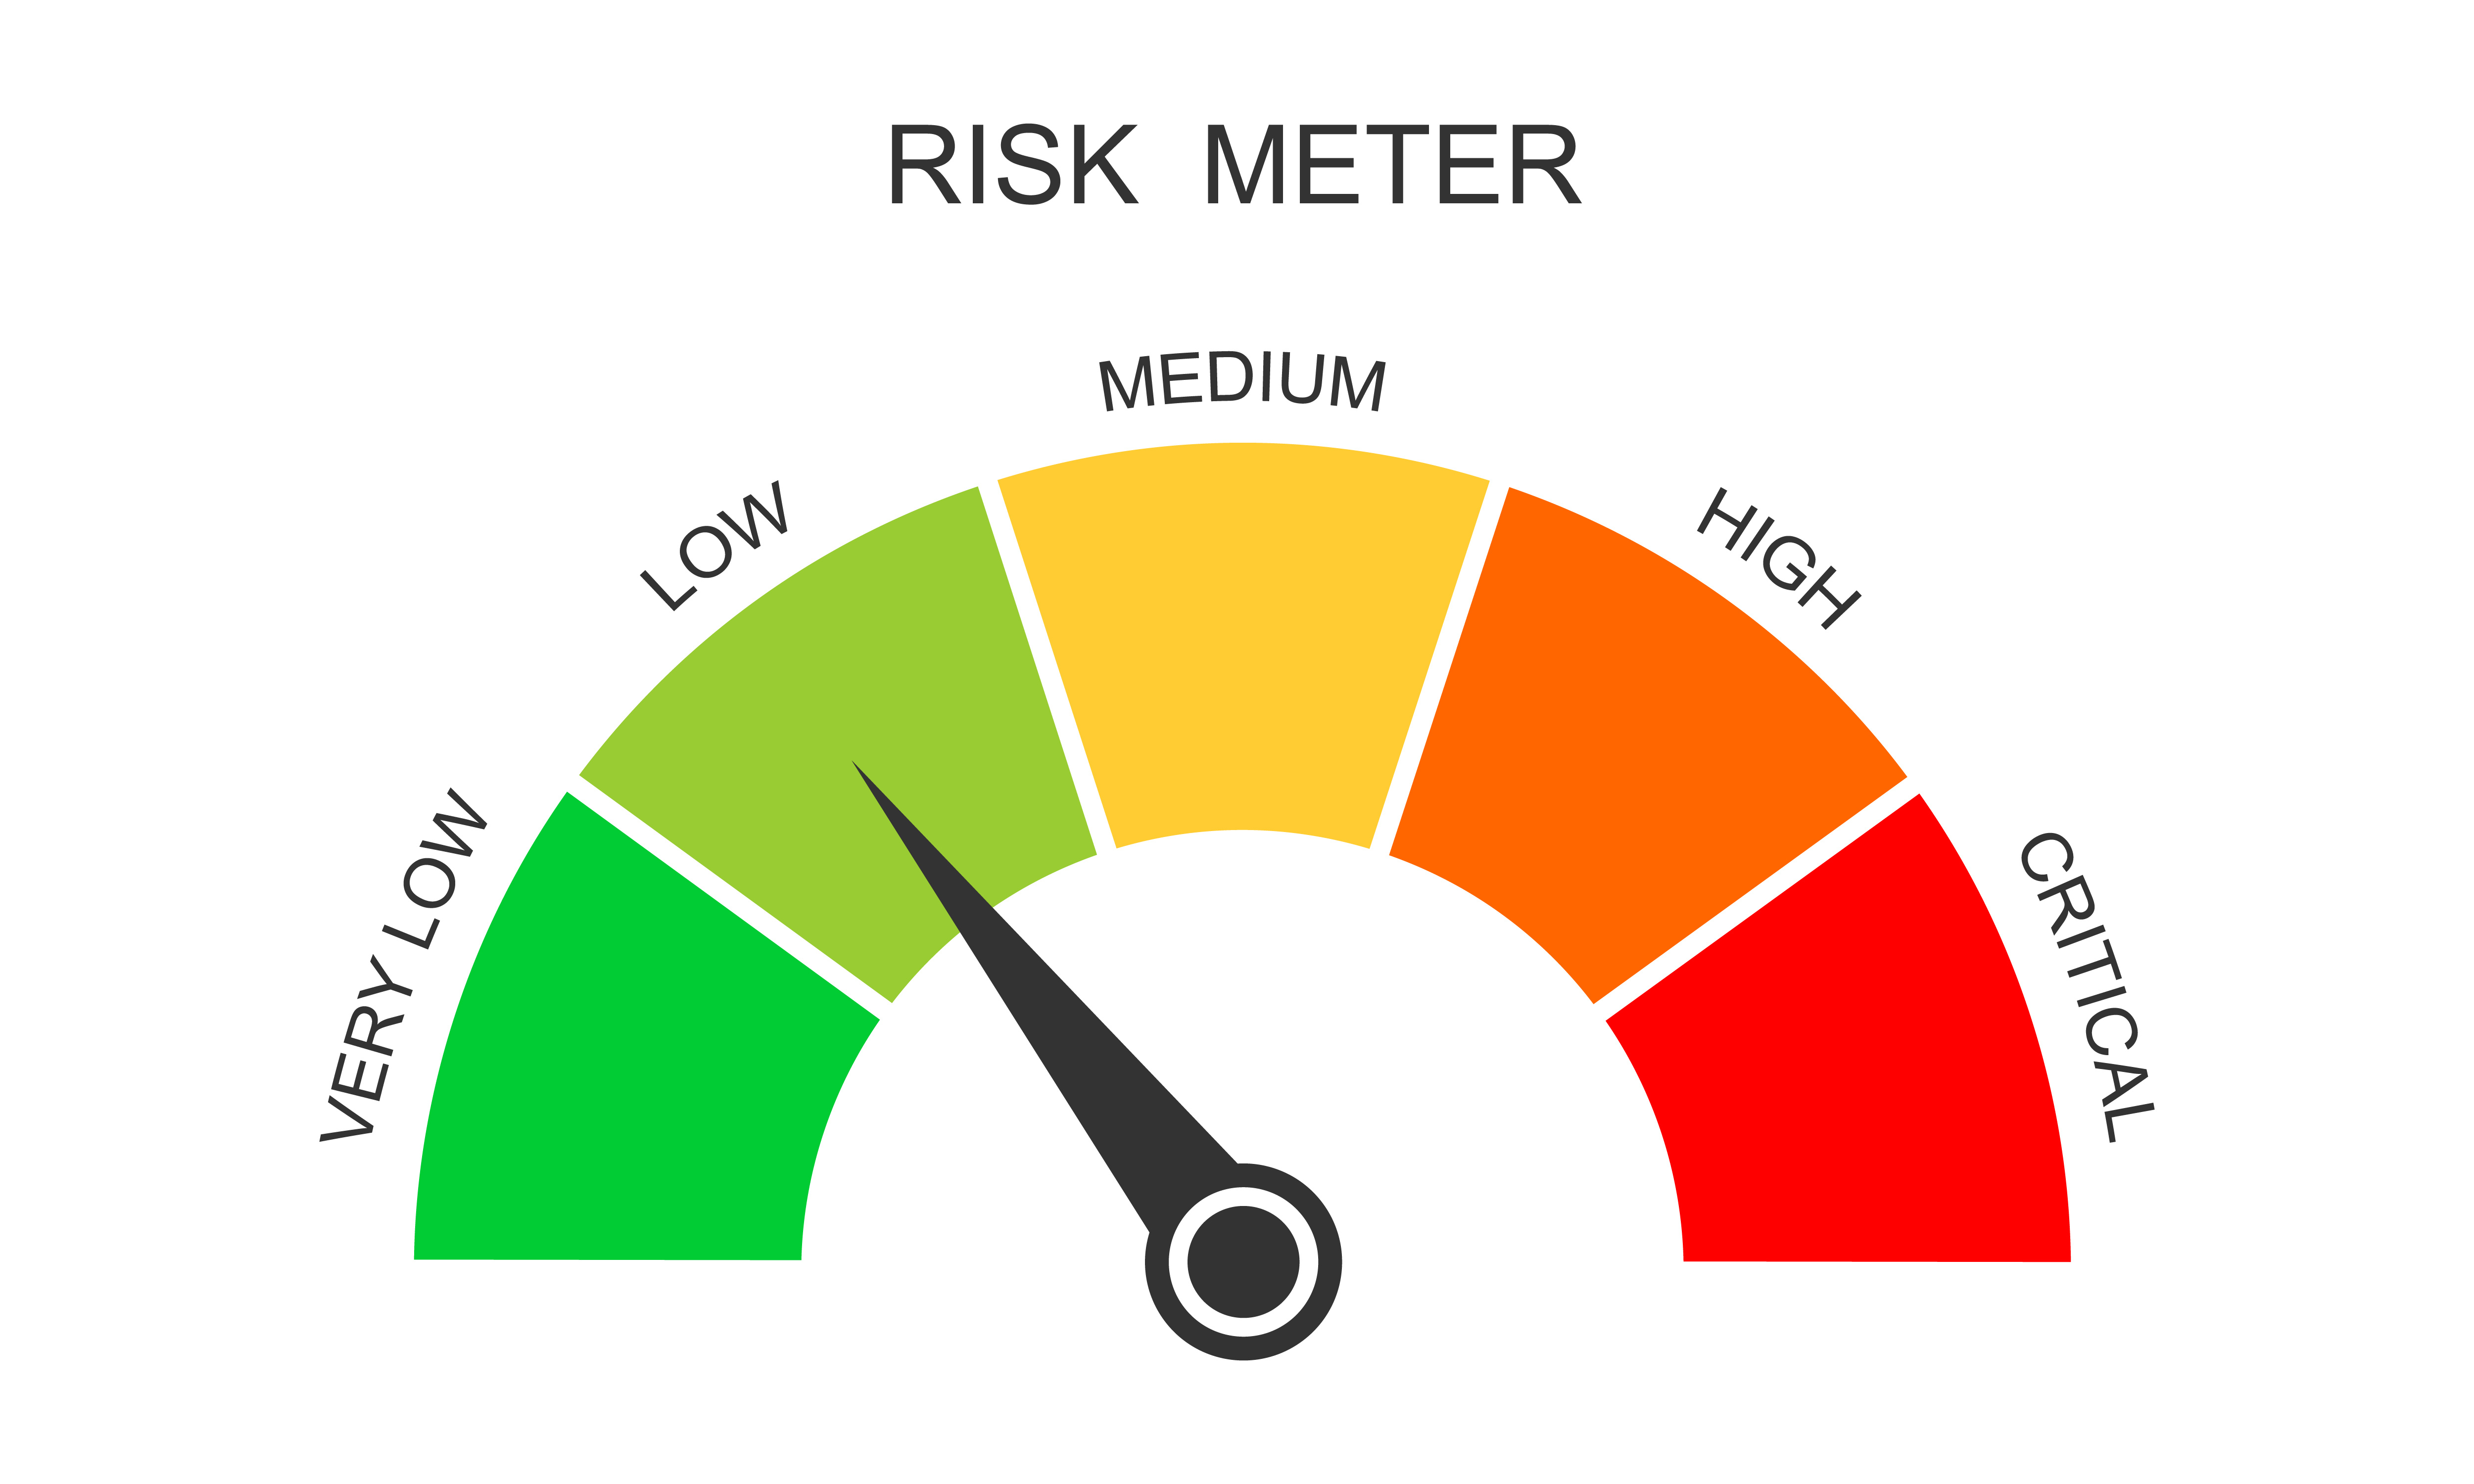 RISK METER
VERY LOW
LOW
MEDIUM
HIGH
CRITICAL